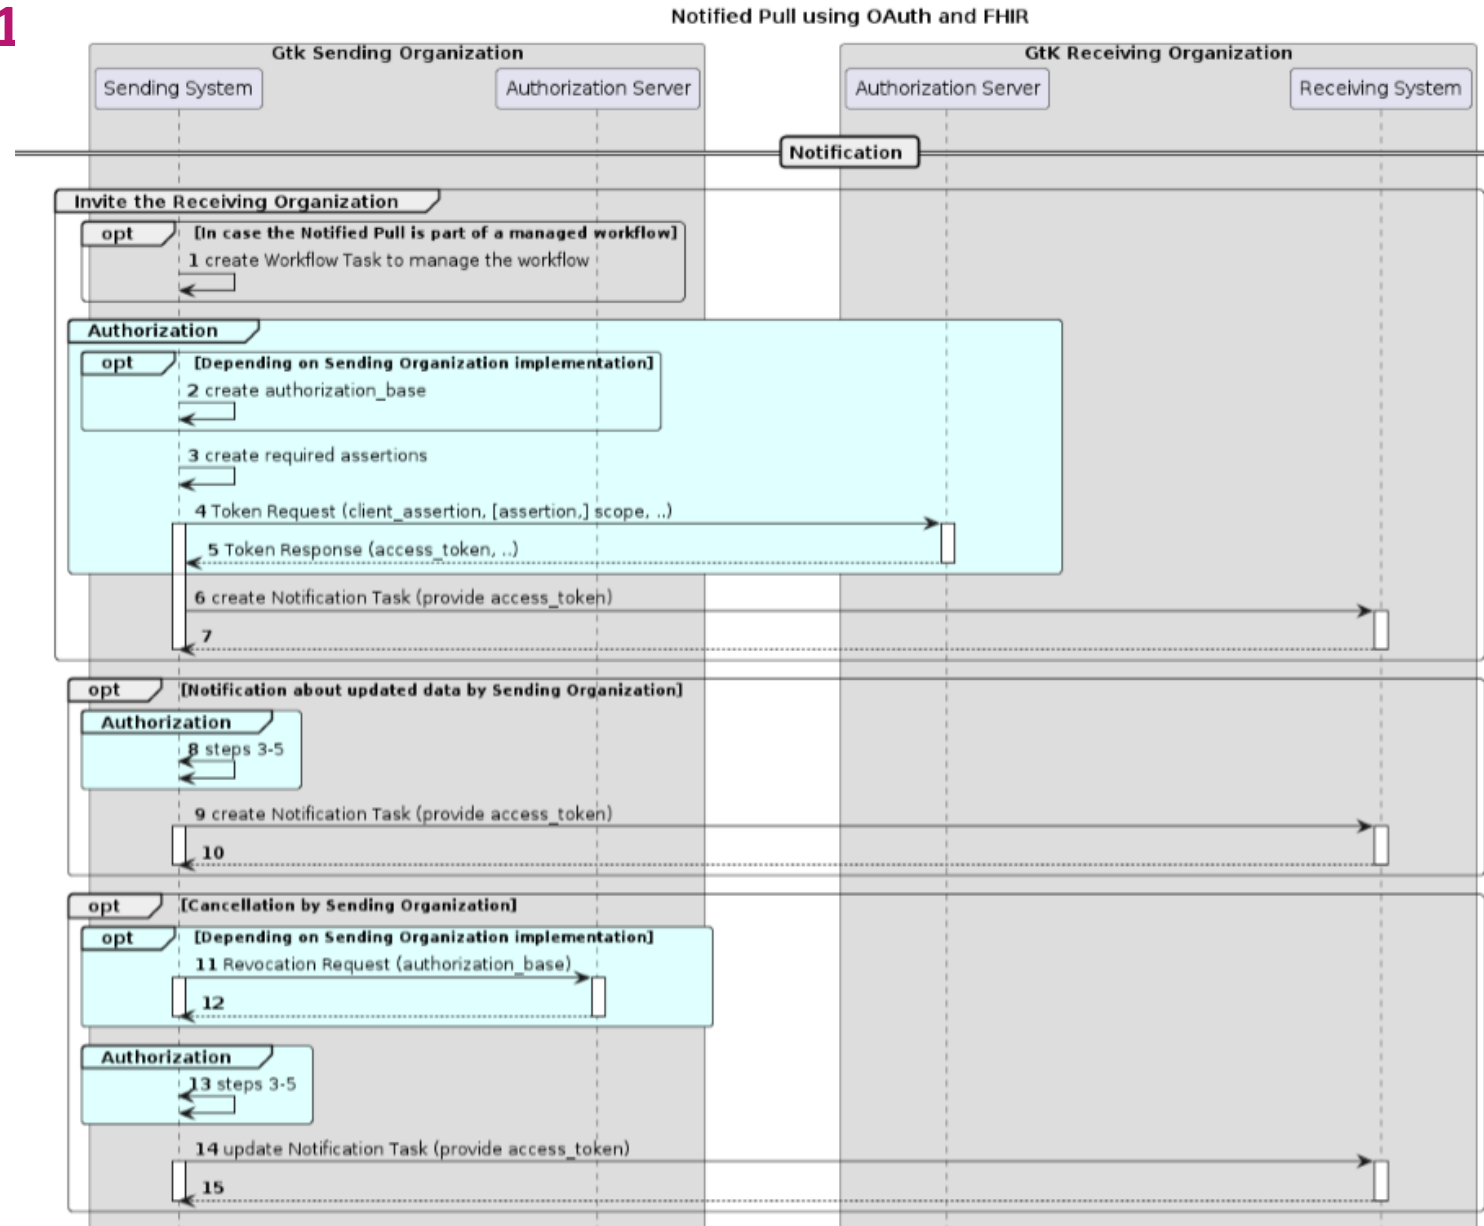 1
Notified Pull using OAuth and FHIR
Gtk Sending Organization
GtK Receiving Organization
Sending System
Authorization Server
Authorization Server
Receiving System
Notification
Invite the Receiving Organization
opt [In case the Notified Pull is part of a managed workflow]
1 create Workflow Task to manage the workflow
Authorization
opt [Depending on Sending Organization implementation]
2 create authorization_base
3 create required assertions
4 Token Request (client_assertion, [assertion,] scope, ..)
5 Token Response (access_token, ..)
6 create Notification Task (provide access_token)
7
opt [Notification about updated data by Sending Organization]
Authorization
8 steps 3-5
9 create Notification Task (provide access_token)
10
opt [Cancellation by Sending Organization]
opt [Depending on Sending Organization implementation]
11 Revocation Request (authorization_base)
12
Authorization
13 steps 3-5
14 update Notification Task (provide access_token)
15